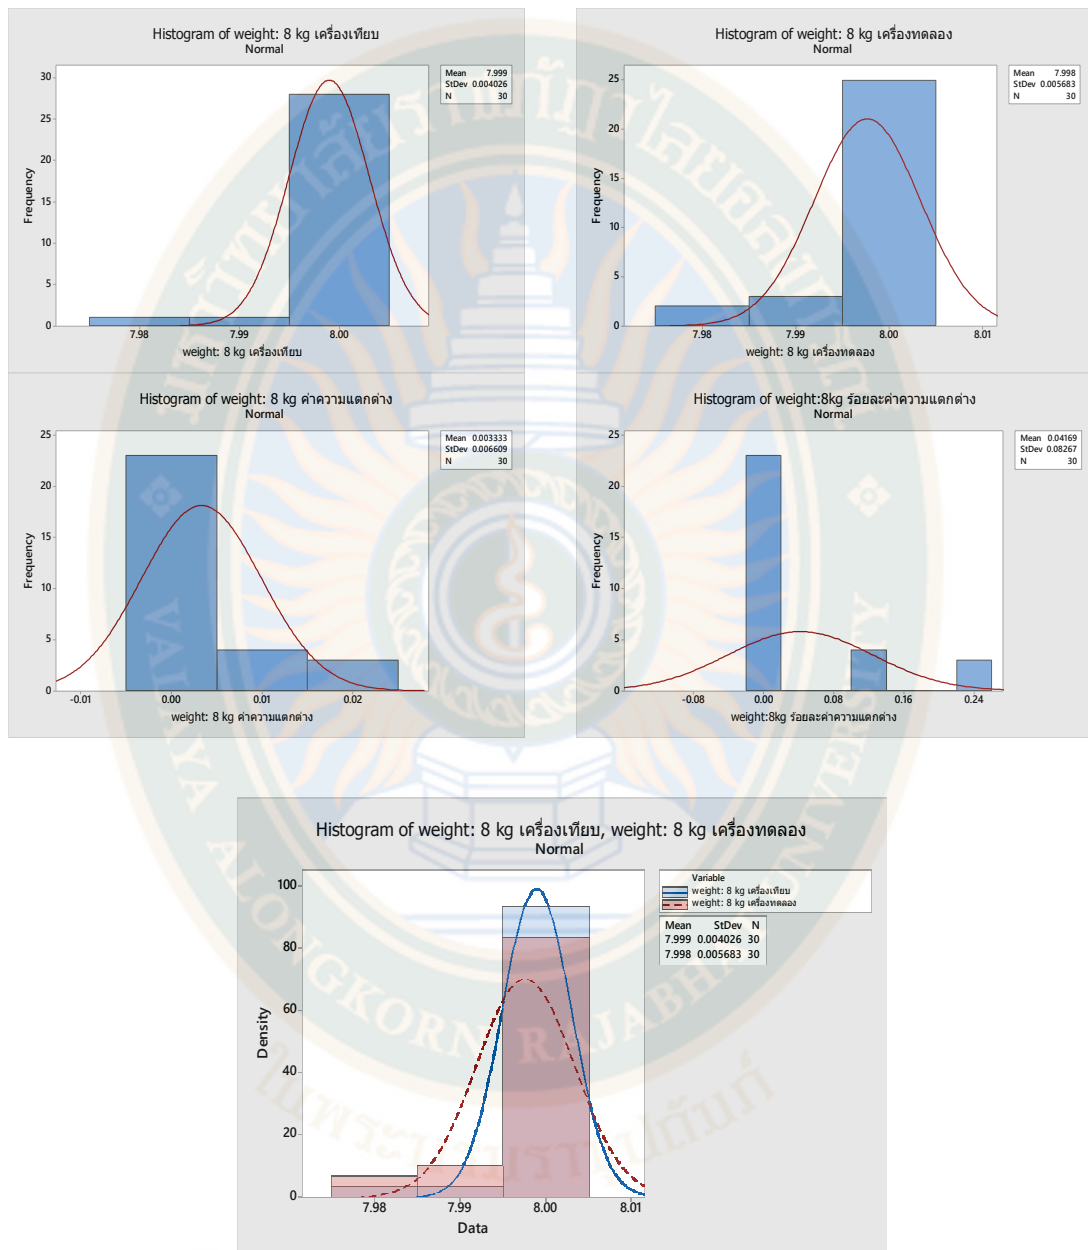 Histogram of weight: 8 kg เครื่องเทียบ
Normal
Mean 7.999
StDev 0.004026
N 30
30
25
20
15
10
5
0
Frequency
7.98 7.99 8.00
weight: 8 kg เครื่องเทียบ
Histogram of weight: 8 kg เครื่องทดลอง
Normal
Mean 7.998
StDev 0.005683
N 30
25
20
15
10
5
0
Frequency
7.98 7.99 8.00 8.01
weight: 8 kg เครื่องทดลอง
Histogram of weight: 8 kg ค่าความแตกต่าง
Normal
Mean 0.003333
StDev 0.006609
N 30
25
20
15
10
5
0
Frequency
-0.01 0.00 0.01 0.02
weight: 8 kg ค่าความแตกต่าง
Histogram of weight:8kg ร้อยละค่าความแตกต่าง
Normal
Mean 0.04169
StDev 0.08267
N 30
25
20
15
10
5
0
Frequency
-0.08 0.00 0.08 0.16 0.24
weight:8kg ร้อยละค่าความแตกต่าง
Histogram of weight: 8 kg เครื่องเทียบ, weight: 8 kg เครื่องทดลอง
Normal
Variable
weight: 8 kg เครื่องเทียบ
weight: 8 kg เครื่องทดลอง
Mean StDev N
7.999 0.004026 30
7.998 0.005683 30
100
80
60
40
20
0
Density
7.98 7.99 8.00 8.01
Data
VALAYA ALONGKORN RAJABHAT UNIVERSITY